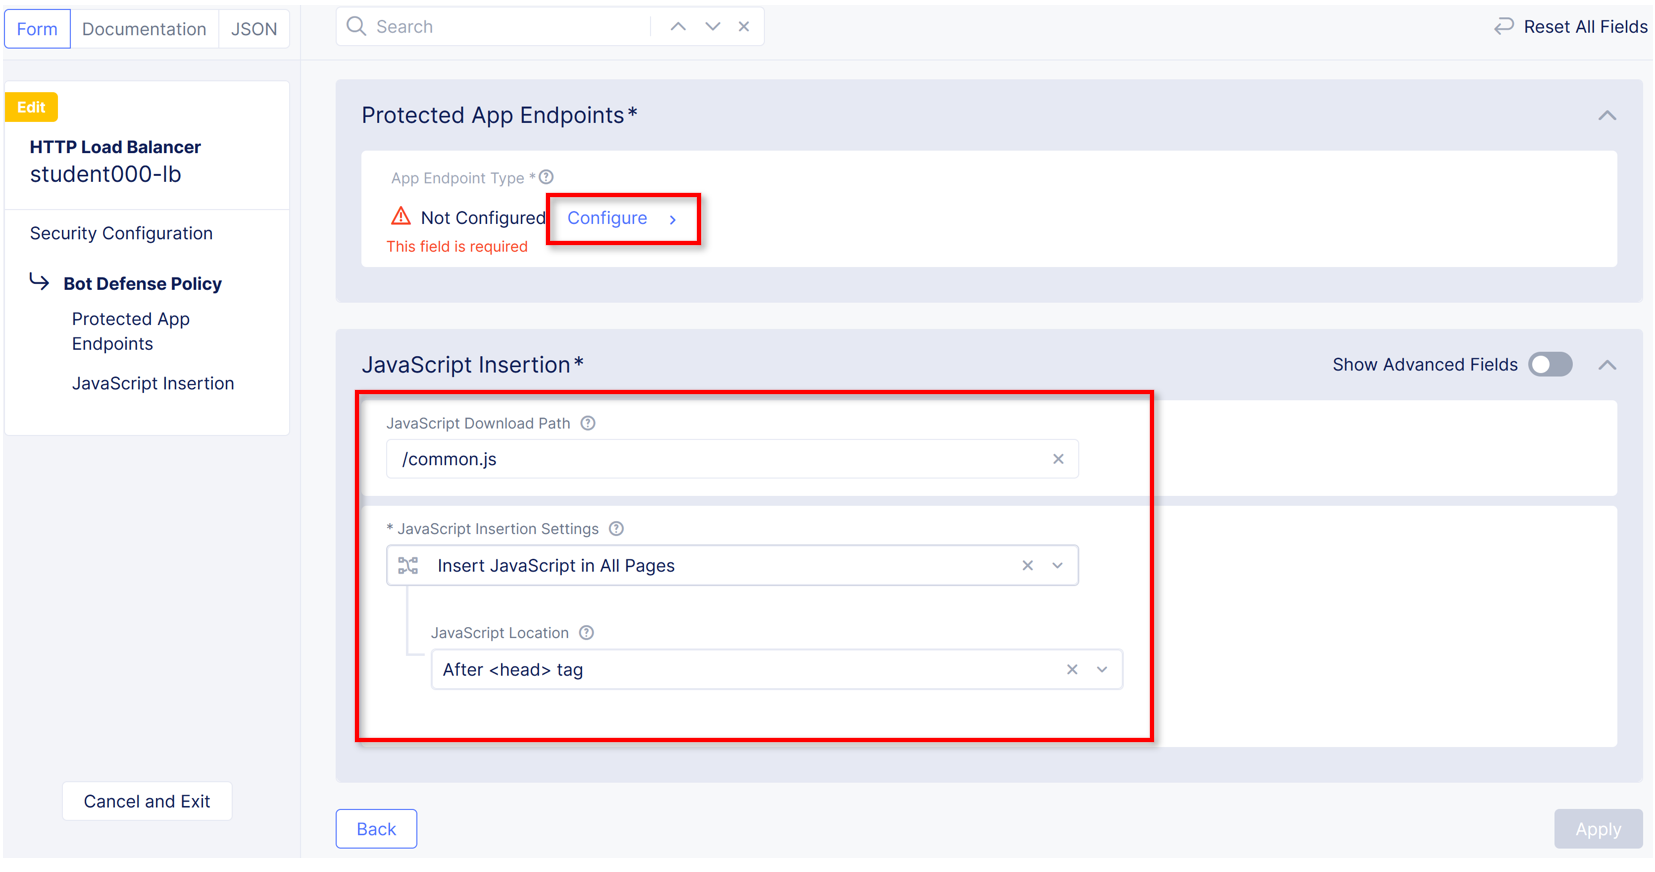 Form
Documentation
JSON
Search
Reset All Fields
Edit
HTTP Load Balancer
student000-lb
Security Configuration
Bot Defense Policy
Protected App
Endpoints
JavaScript Insertion
Cancel and Exit
Protected App Endpoints*
App Endpoint Type *
Not Configured
Configure
This field is required
JavaScript Insertion*
Show Advanced Fields
JavaScript Download Path
/common.js
* JavaScript Insertion Settings
Insert JavaScript in All Pages
JavaScript Location
After <head> tag
Back
Apply